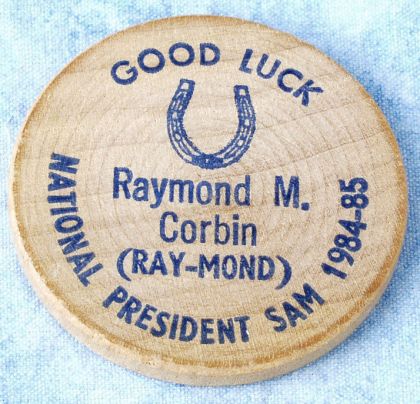 GOOD LUCK
Raymond M.
Corbin
(RAY-MOND)
NATIONAL PRESIDENT SAM 1984-85